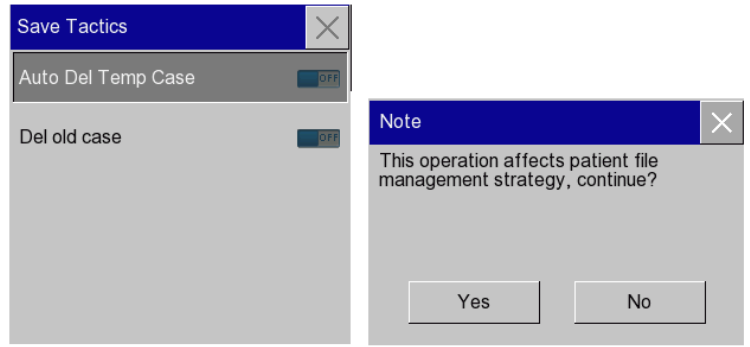 Save Tactics
Auto Del Temp Case
OFF
Del old case
OFF
Note
This operation affects patient file
management strategy, continue?
Yes
No